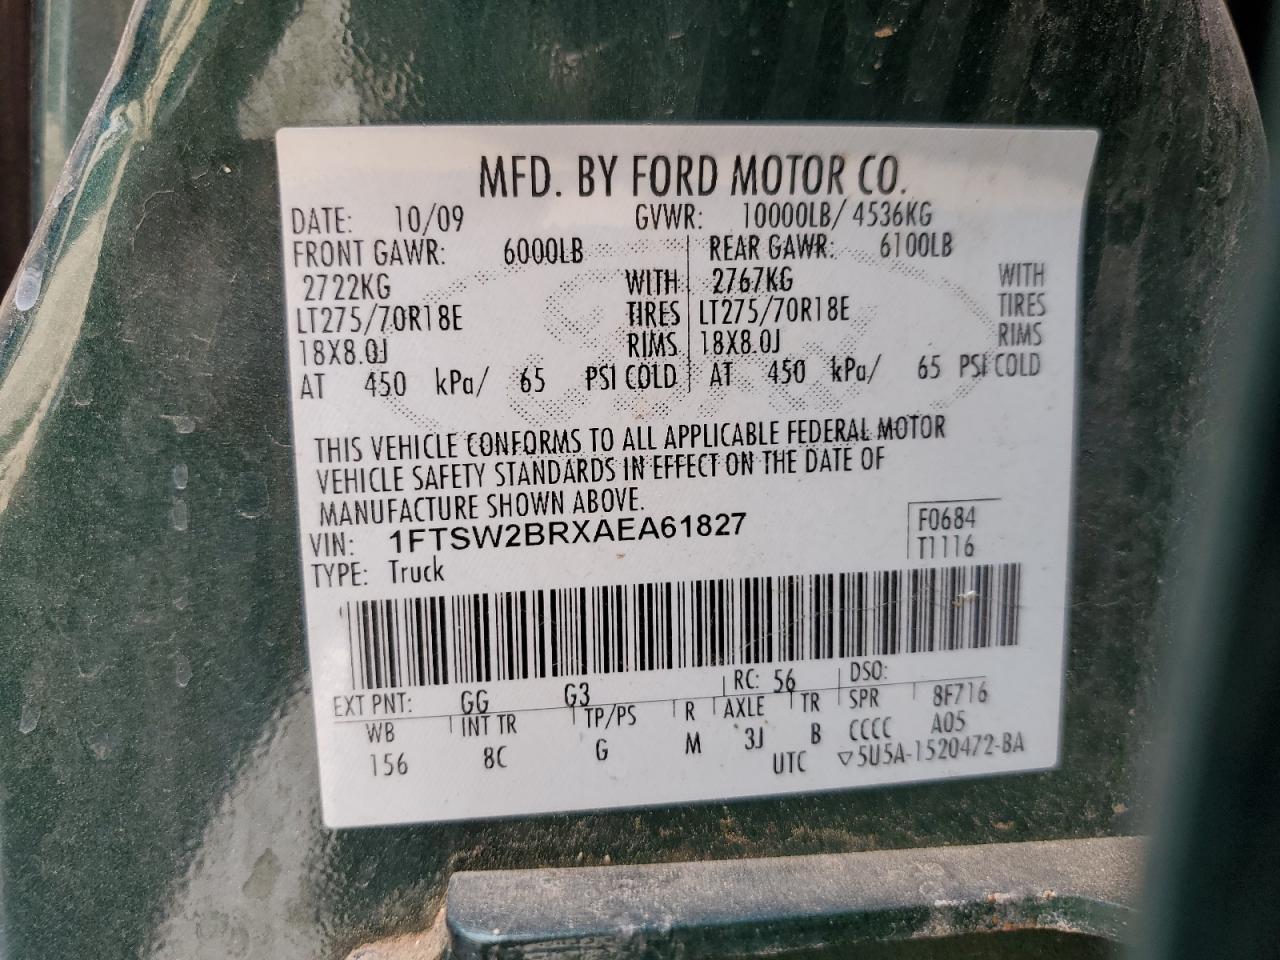 MFD. BY FORD MOTOR CO.
DATE: 10/09 GVWR: 10000LB/ 4536KG
FRONT GAWR: 6000LB REAR GAWR: 6100LB
2722KG WITH 2767KG WITH
LT275/70R18E TIRES LT275/70R18E TIRES
18X8.0J RIMS 18X8.0J RIMS
AT 450 kPa/ 65 PSI COLD AT 450 kPa/ 65 PSI COLD
THIS VEHICLE CONFORMS TO ALL APPLICABLE FEDERAL MOTOR
VEHICLE SAFETY STANDARDS IN EFFECT ON THE DATE OF
MANUFACTURE SHOWN ABOVE.
VIN: 1FTSW2BRXAEA61827 F0684
TYPE: Truck T1116
EXT PNT: GG G3 RC: 56 DSO:
WB INT TR TP/PS R AXLE TR SPR 8F716
156 8C G M 3J B CCCC A05
UTC ▽5U5A-1520472-BA